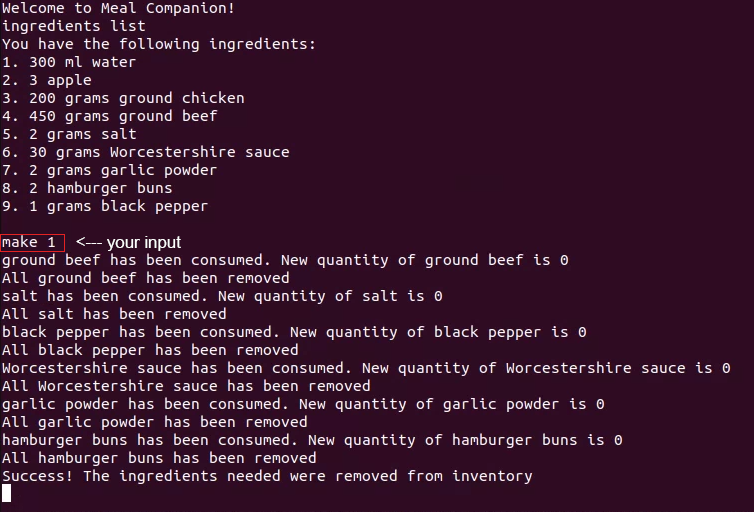 Welcome to Meal Companion!
ingredients list
You have the following ingredients:
1. 300 ml water
2. 3 apple
3. 200 grams ground chicken
4. 450 grams ground beef
5. 2 grams salt
6. 30 grams Worcestershire sauce
7. 2 grams garlic powder
8. 2 hamburger buns
9. 1 grams black pepper
make 1 <--- your input
ground beef has been consumed. New quantity of ground beef is 0
All ground beef has been removed
salt has been consumed. New quantity of salt is 0
All salt has been removed
black pepper has been consumed. New quantity of black pepper is 0
All black pepper has been removed
Worcestershire sauce has been consumed. New quantity of Worcestershire sauce is 0
All Worcestershire sauce has been removed
garlic powder has been consumed. New quantity of garlic powder is 0
All garlic powder has been removed
hamburger buns has been consumed. New quantity of hamburger buns is 0
All hamburger buns has been removed
Success! The ingredients needed were removed from inventory